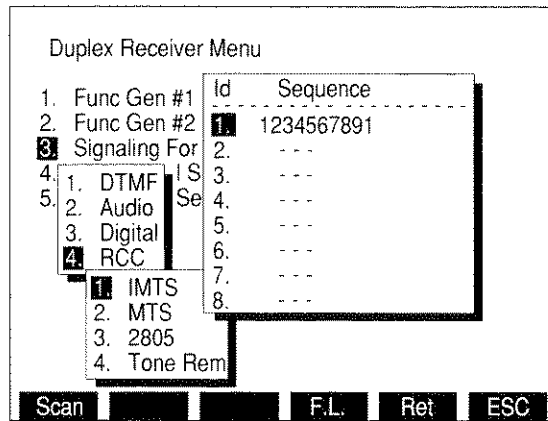 Duplex Receiver Menu
1. Func Gen #1
2. Func Gen #2
3. Signaling For
4. I S
5. Se
1. DTMF
2. Audio
3. Digital
4. RCC
1. IMTS
2. MTS
3. 2805
4. Tone Rem
Id Sequence
1. 1234567891
2. - - -
3. - - -
4. - - -
5. - - -
6. - - -
7. - - -
8. - - -
Scan F.L. Ret ESC